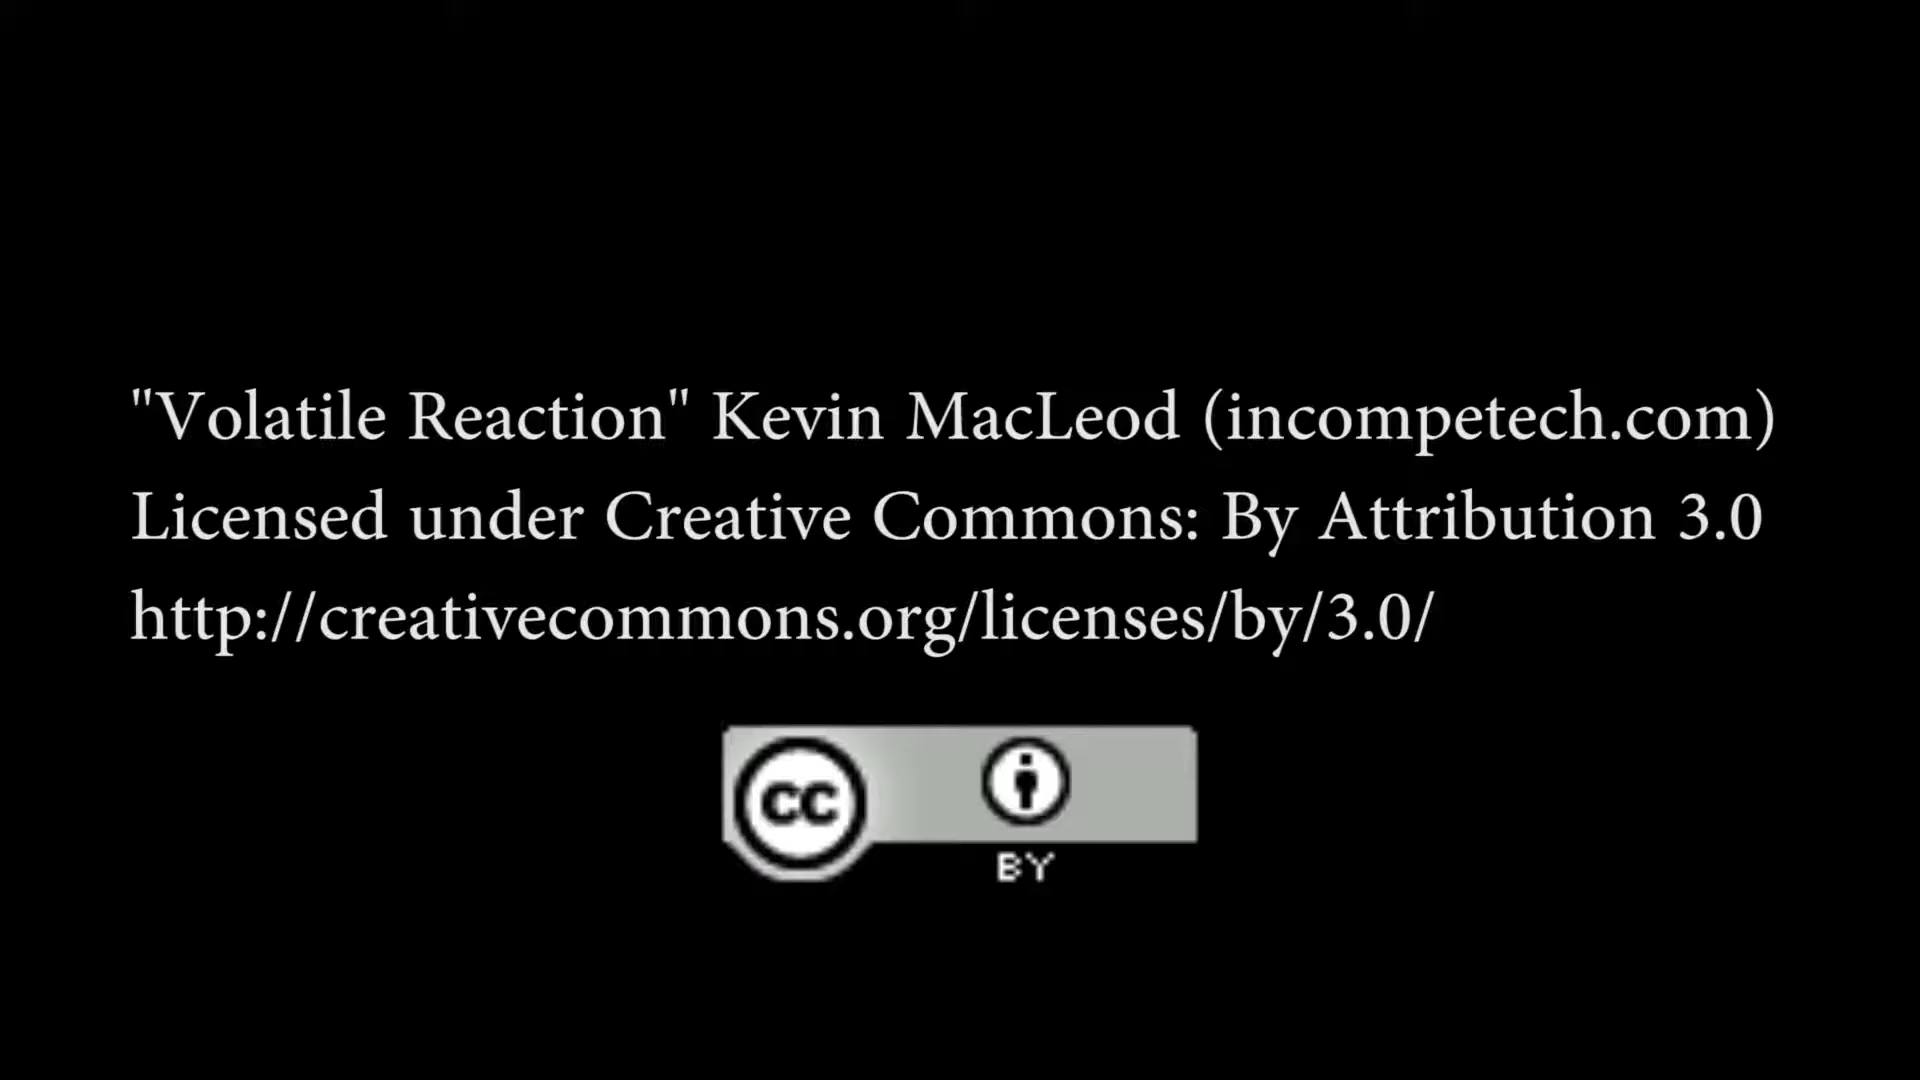 "Volatile Reaction" Kevin MacLeod (incompetech.com)
Licensed under Creative Commons: By Attribution 3.0
http://creativecommons.org/licenses/by/3.0/
cc
BY